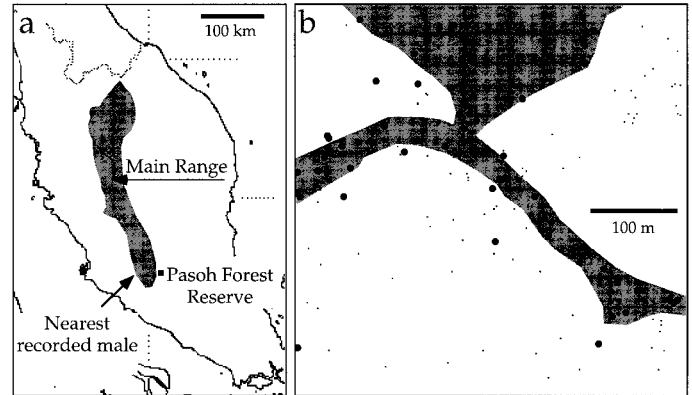 a
100 km
Main Range
Pasoh Forest
Reserve
Nearest
recorded male
b
100 m